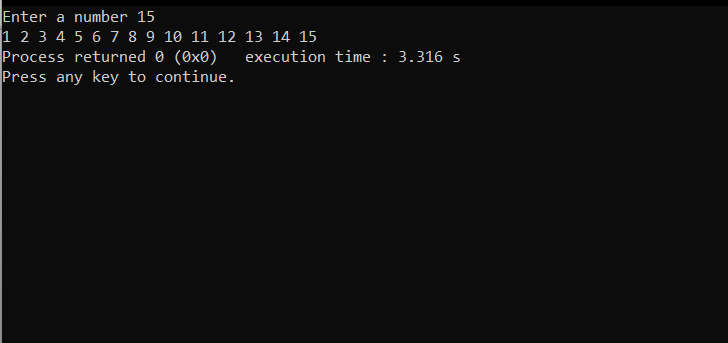 Enter a number 15
1 2 3 4 5 6 7 8 9 10 11 12 13 14 15
Process returned 0 (0x0)   execution time : 3.316 s
Press any key to continue.